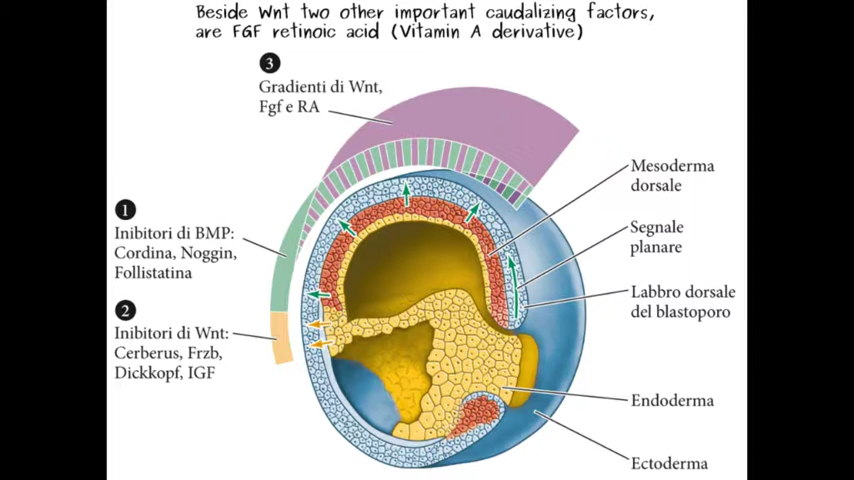 Beside Wnt two other important caudalizing factors,
are FGF retinoic acid (Vitamin A derivative)
3
Gradienti di Wnt,
Fgf e RA
1
Inibitori di BMP:
Cordina, Noggin,
Follistatina
2
Inibitori di Wnt:
Cerberus, Frzb,
Dickkopf, IGF
Mesoderma
dorsale
Segnale
planare
Labbro dorsale
del blastoporo
Endoderma
Ectoderma